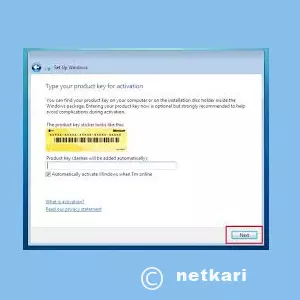 Set Up Windows
Type your product key for activation
You can find your product key on your computer or on the installation disc holder inside the
Windows package. Entering your product key now is optional but strongly recommended to help
avoid complications during activation.
The product key sticker looks like this:
Product key (dashes will be added automatically):
Automatically activate Windows when I'm online
What is activation?
Read our privacy statement
Next
© netkari